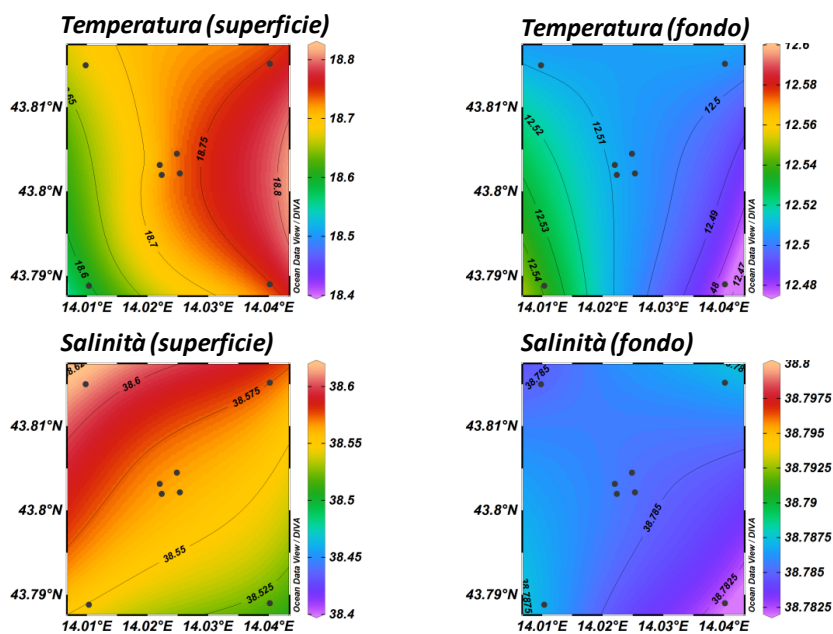 Temperatura (superficie)
43.81°N
43.8°N
43.79°N
14.01°E 14.02°E 14.03°E 14.04°E
18.65
18.6
18.7
18.75
18.8
Ocean Data View / DIVA
18.8
18.7
18.6
18.5
18.4
Temperatura (fondo)
43.81°N
43.8°N
43.79°N
14.01°E 14.02°E 14.03°E 14.04°E
12.52
12.53
12.54
12.51
12.5
12.49
12.47
Ocean Data View / DIVA
12.6
12.58
12.56
12.54
12.52
12.5
12.48
Salinità (superficie)
43.81°N
43.8°N
43.79°N
14.01°E 14.02°E 14.03°E 14.04°E
38.6
38.575
38.55
38.525
Ocean Data View / DIVA
38.6
38.55
38.5
38.45
38.4
Salinità (fondo)
43.81°N
43.8°N
43.79°N
14.01°E 14.02°E 14.03°E 14.04°E
38.785
38.785
38.7825
38.7875
Ocean Data View / DIVA
38.8
38.7975
38.795
38.7925
38.79
38.7875
38.785
38.7825